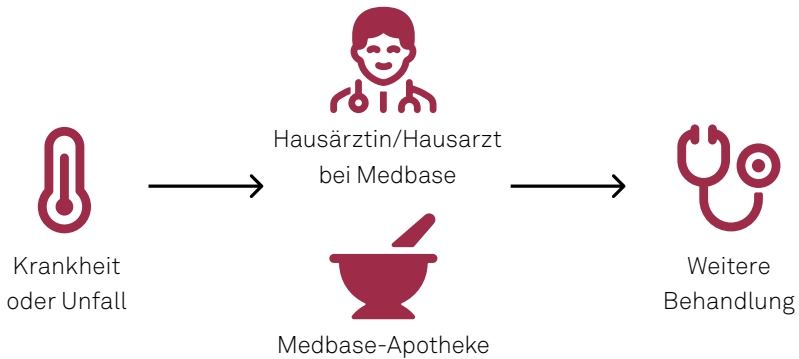 Krankheit
oder Unfall
Hausärztin/Hausarzt
bei Medbase
Medbase-Apotheke
Weitere
Behandlung